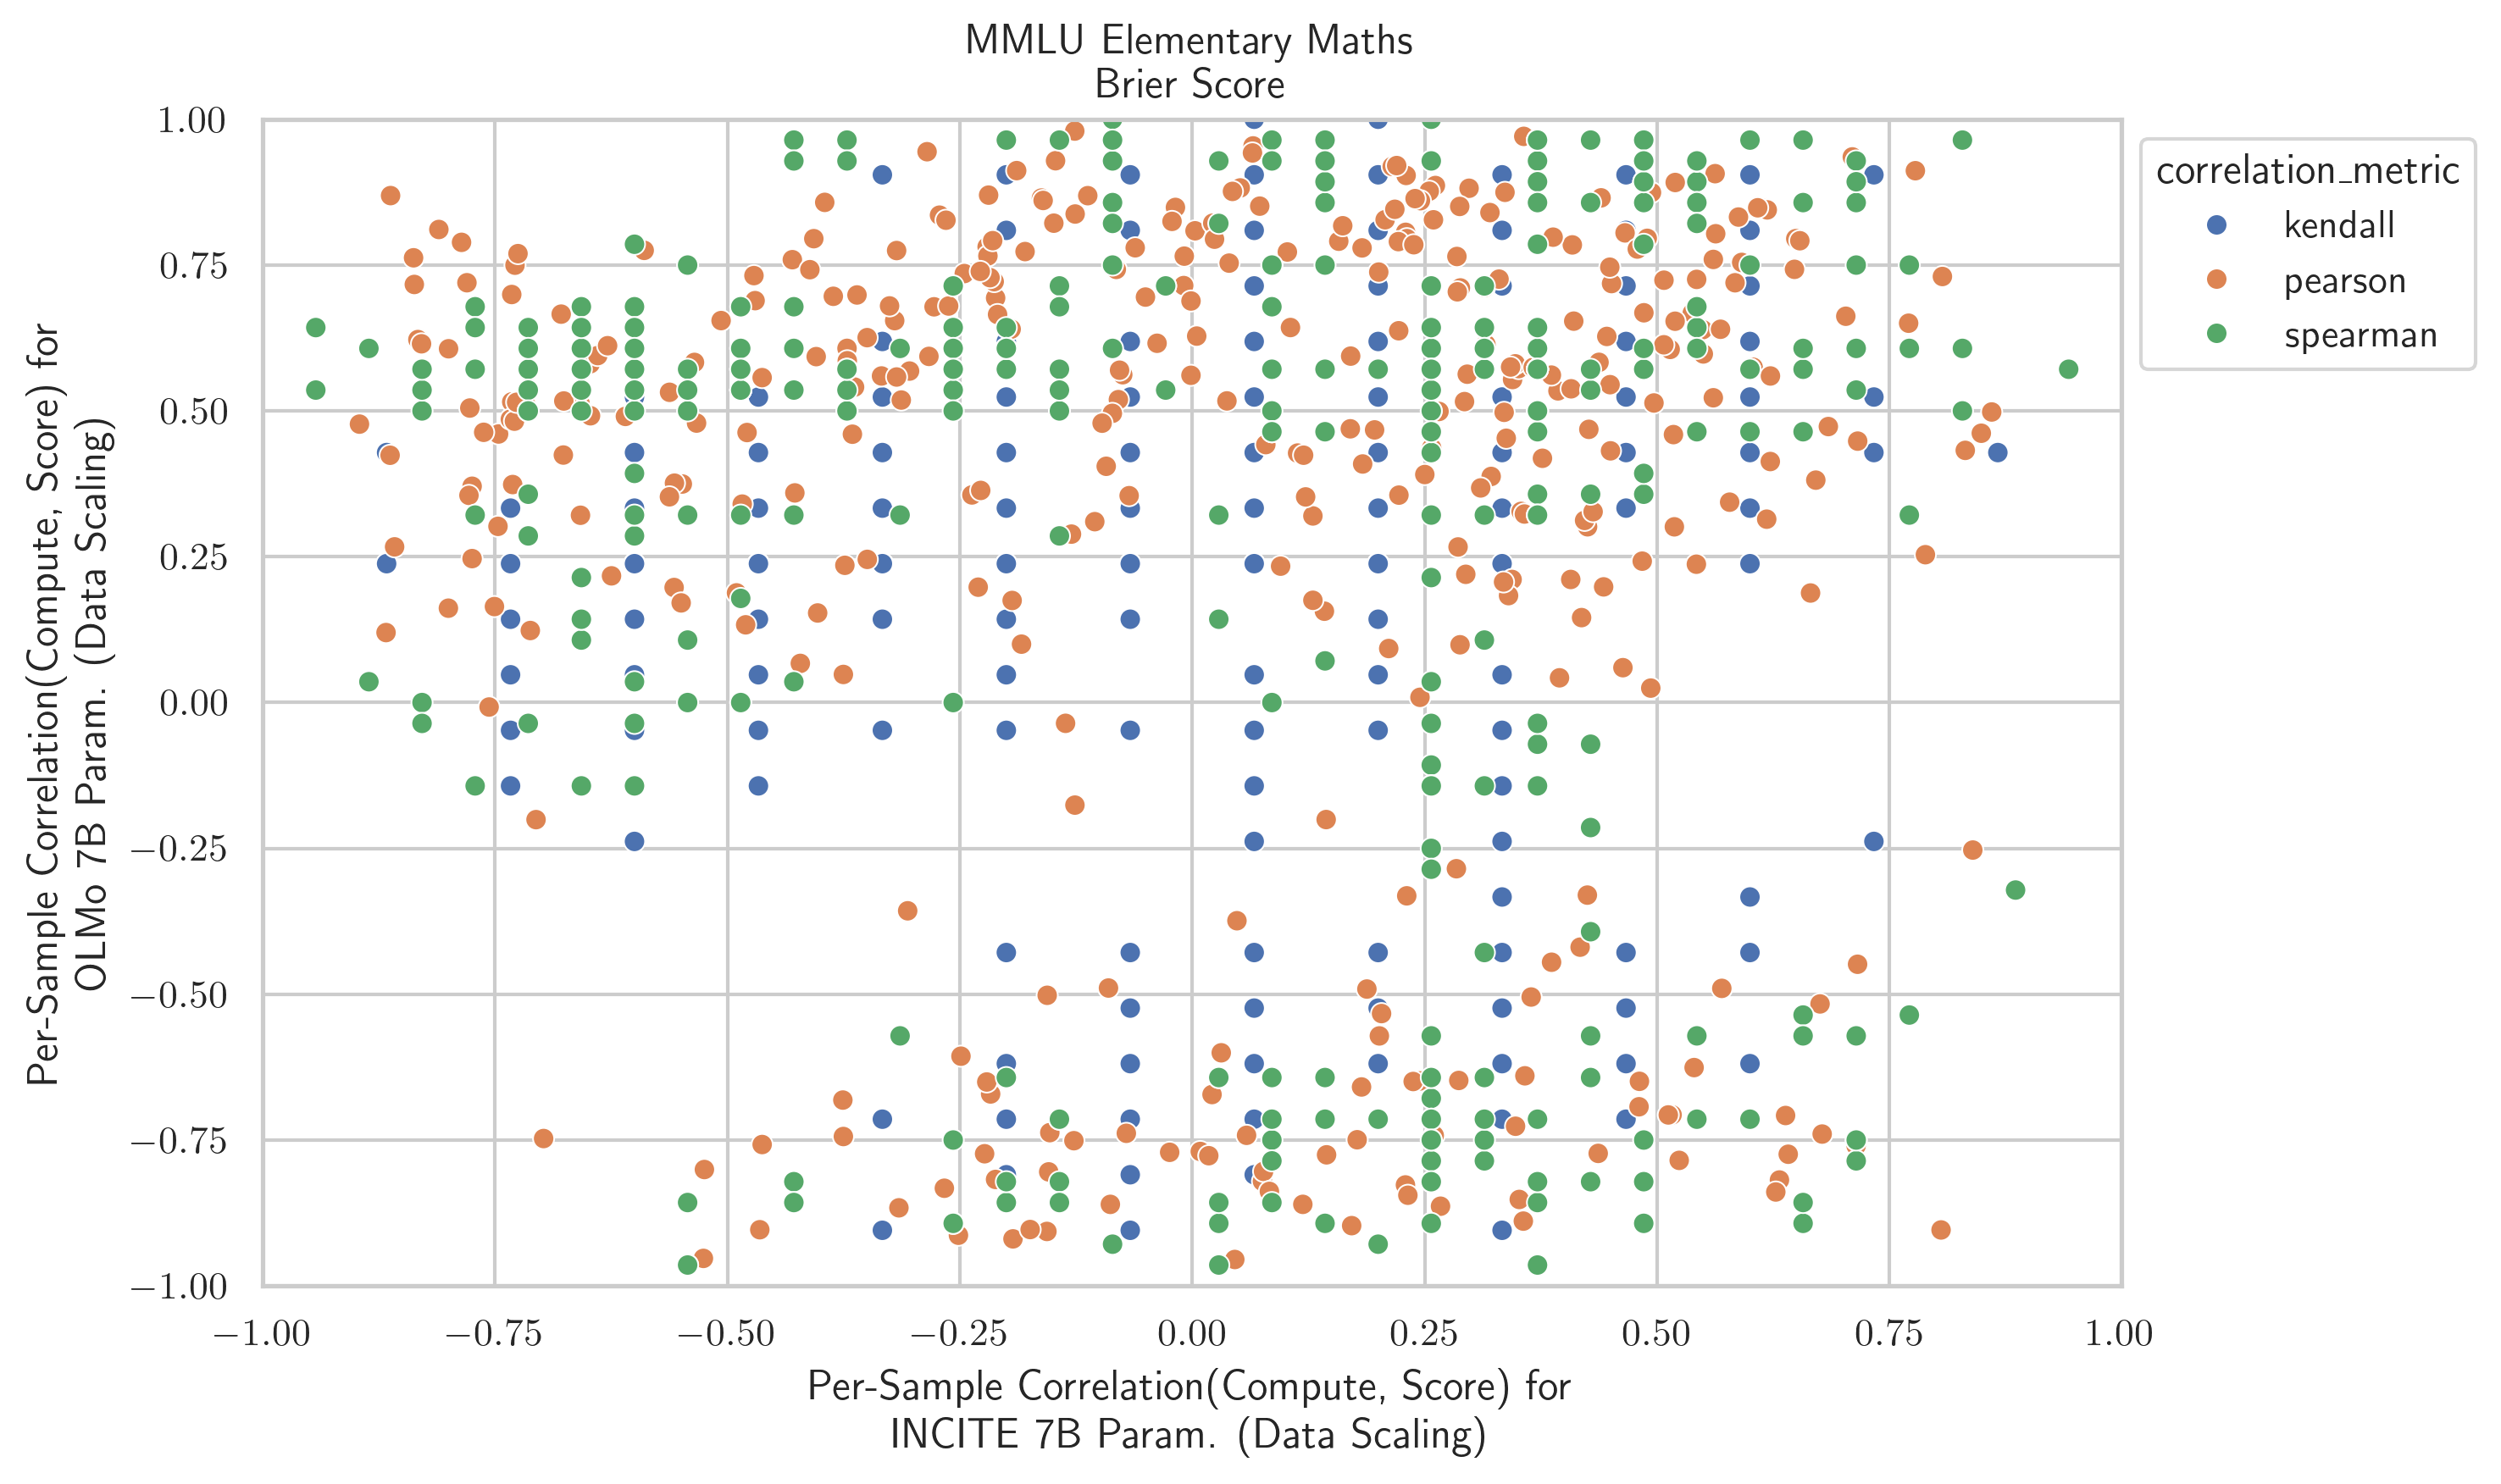 MMLU Elementary Maths
Brier Score
Per-Sample Correlation(Compute, Score) for
OLMo 7B Param. (Data Scaling)
1.00
0.75
0.50
0.25
0.00
−0.25
−0.50
−0.75
−1.00
−1.00 −0.75 −0.50 −0.25 0.00 0.25 0.50 0.75 1.00
Per-Sample Correlation(Compute, Score) for
INCITE 7B Param. (Data Scaling)
correlation_metric
kendall
pearson
spearman